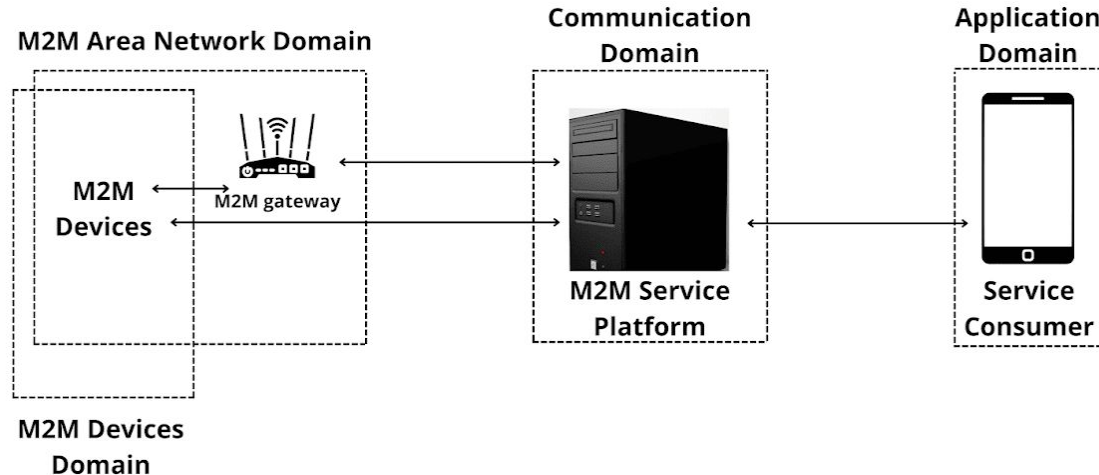 M2M Area Network Domain
Communication
Domain
Application
Domain
M2M
Devices
M2M gateway
M2M Service
Platform
Service
Consumer
M2M Devices
Domain